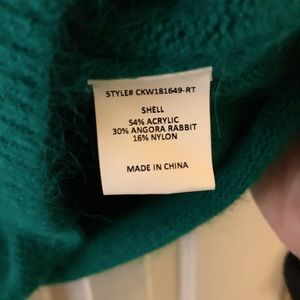 STYLE# CKW181649-RT
SHELL
54% ACRYLIC
30% ANGORA RABBIT
16% NYLON
MADE IN CHINA